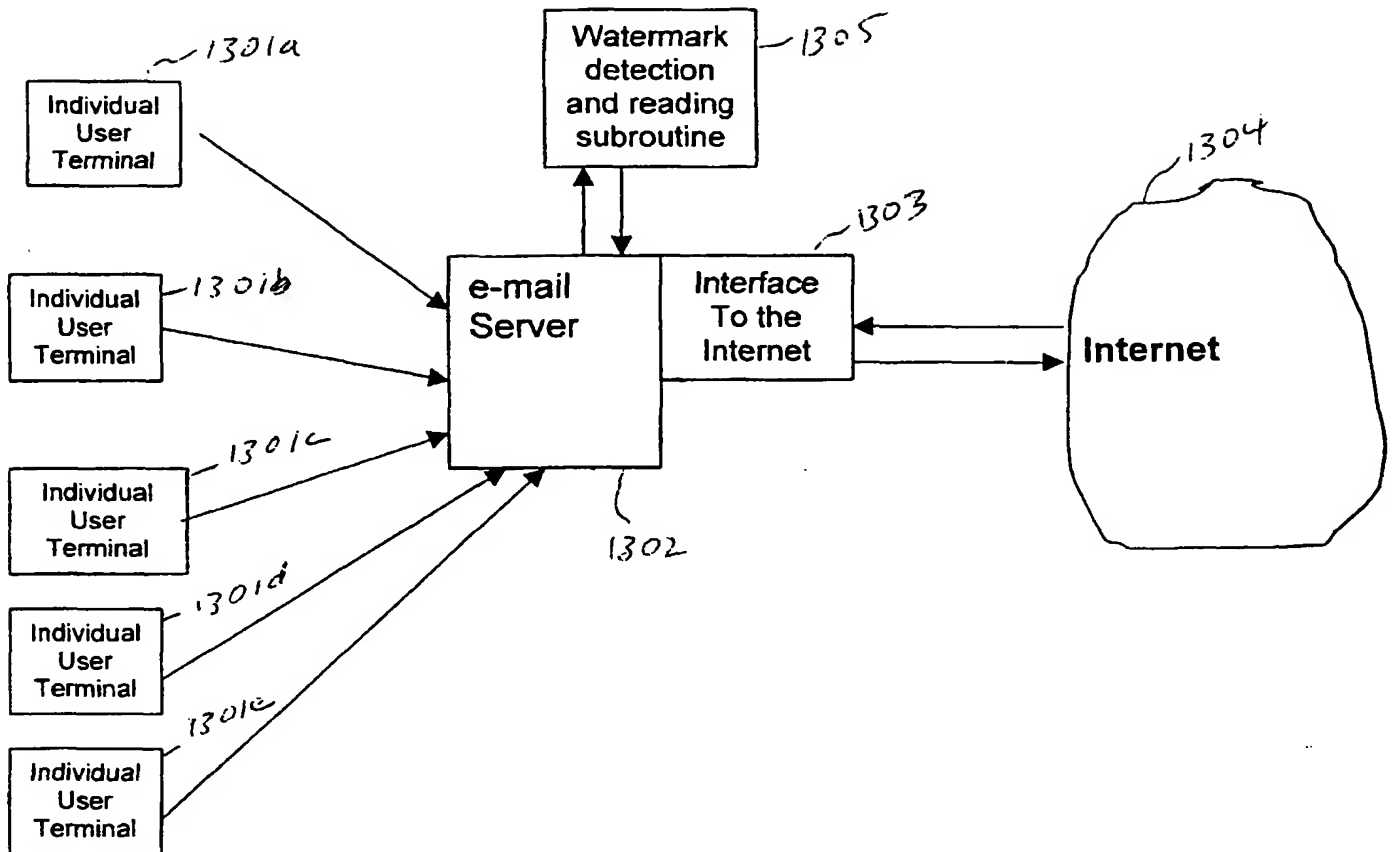 1301a
Individual
User
Terminal
Watermark
detection
and reading
subroutine
1305
1304
1301b
Individual
User
Terminal
e-mail
Server
1303
Interface
To the
Internet
Internet
1301c
Individual
User
Terminal
1302
1301d
Individual
User
Terminal
1301e
Individual
User
Terminal